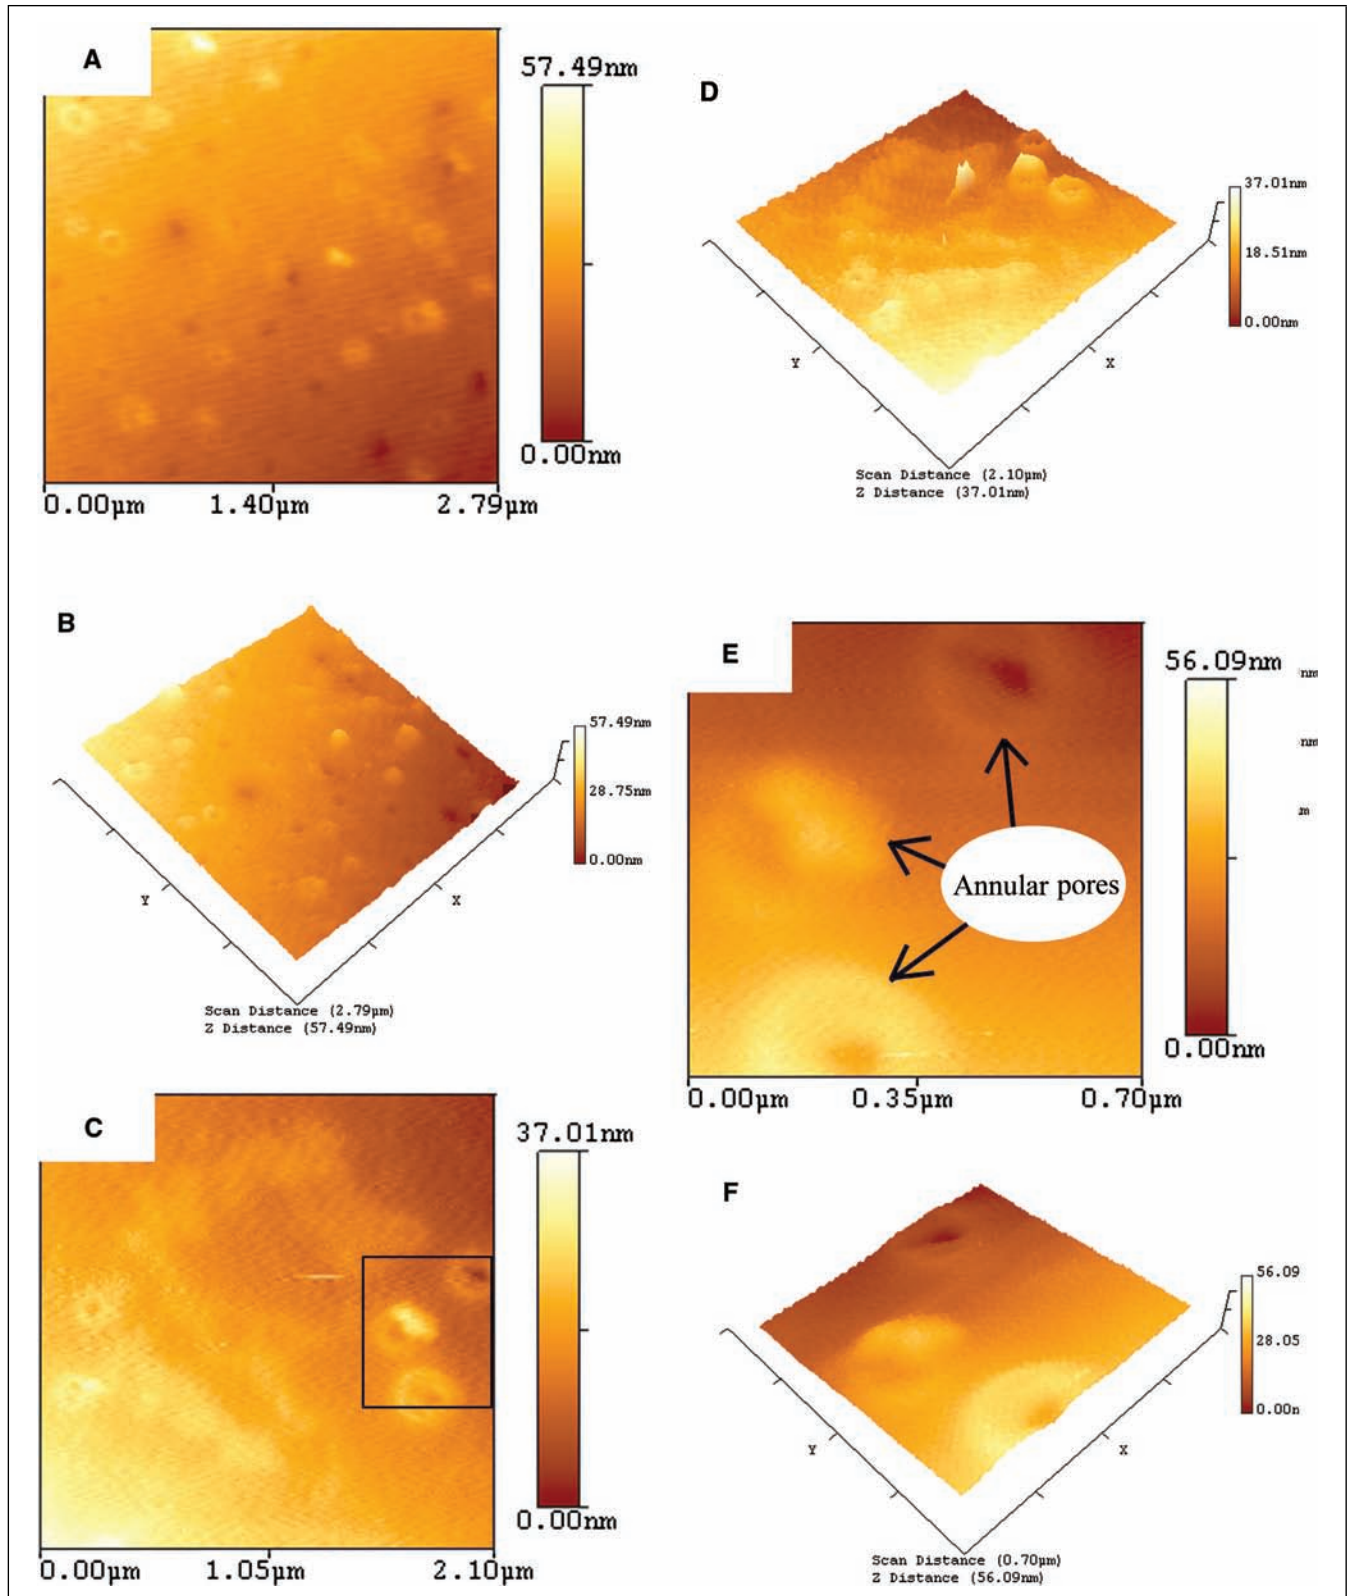 A
57.49nm
0.00nm
0.00µm 1.40µm 2.79µm
B
57.49nm
28.75nm
0.00nm
Y
X
Scan Distance (2.79µm)
Z Distance (57.49nm)
C
37.01nm
0.00nm
0.00µm 1.05µm 2.10µm
D
37.01nm
18.51nm
0.00nm
Y
X
Scan Distance (2.10µm)
Z Distance (37.01nm)
E
56.09nm
nm
nm
m
Annular pores
0.00nm
0.00µm 0.35µm 0.70µm
F
56.09
28.05
0.00n
Y
X
Scan Distance (0.70µm)
Z Distance (56.09nm)